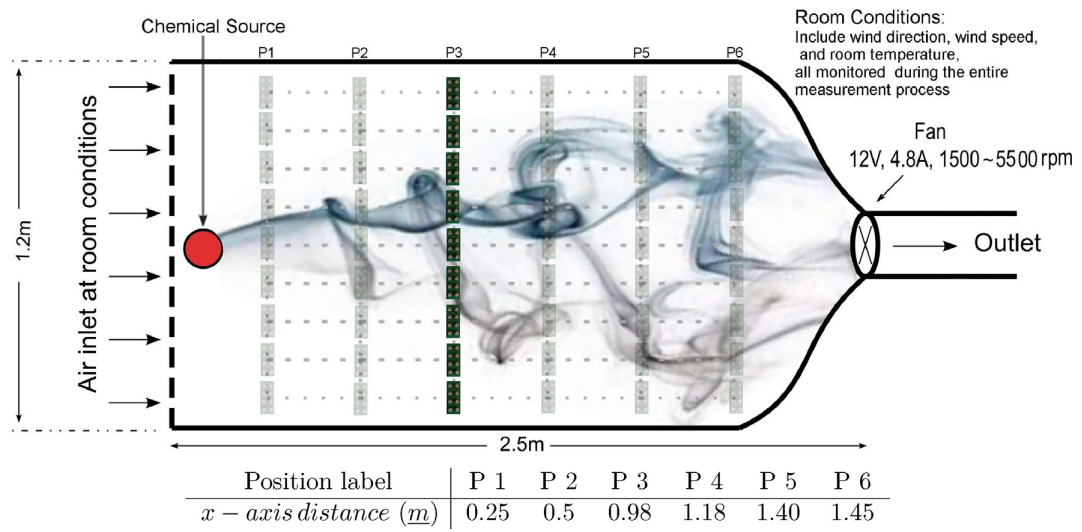 Chemical Source
P1 P2 P3 P4 P5 P6
Room Conditions:
Include wind direction, wind speed,
and room temperature,
all monitored during the entire
measurement process
Fan
12V, 4.8A, 1500~5500 rpm
1.2m
Air inlet at room conditions
Outlet
2.5m
Position label P 1 P 2 P 3 P 4 P 5 P 6
x − axis distance (m) 0.25 0.5 0.98 1.18 1.40 1.45